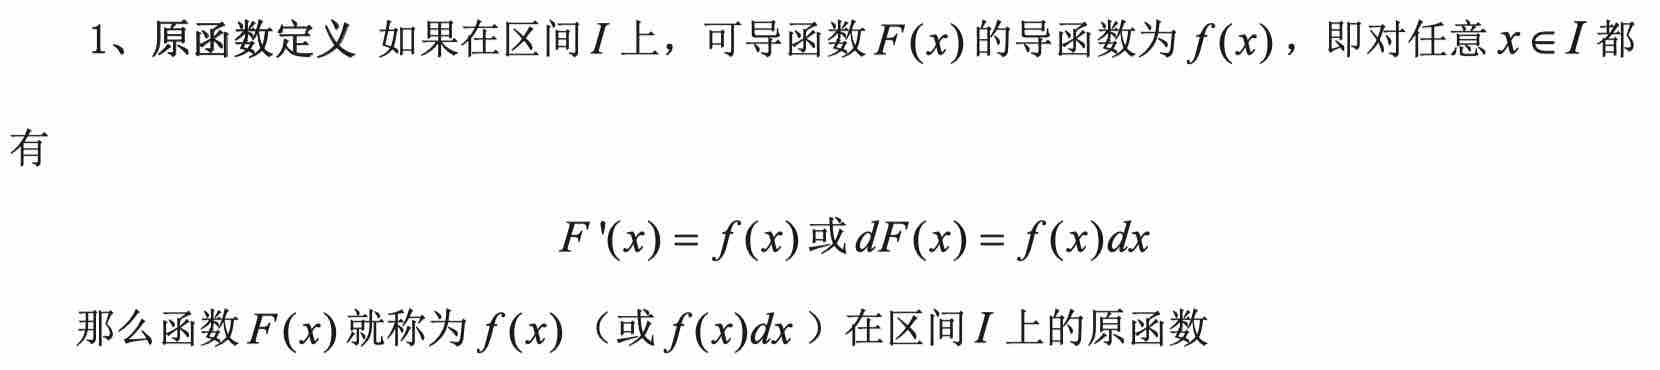 1、原函数定义 如果在区间 I 上，可导函数 F(x) 的导函数为 f(x)，即对任意 x∈I 都
有
F'(x) = f(x) 或 dF(x) = f(x)dx
那么函数 F(x) 就称为 f(x)（或 f(x)dx）在区间 I 上的原函数